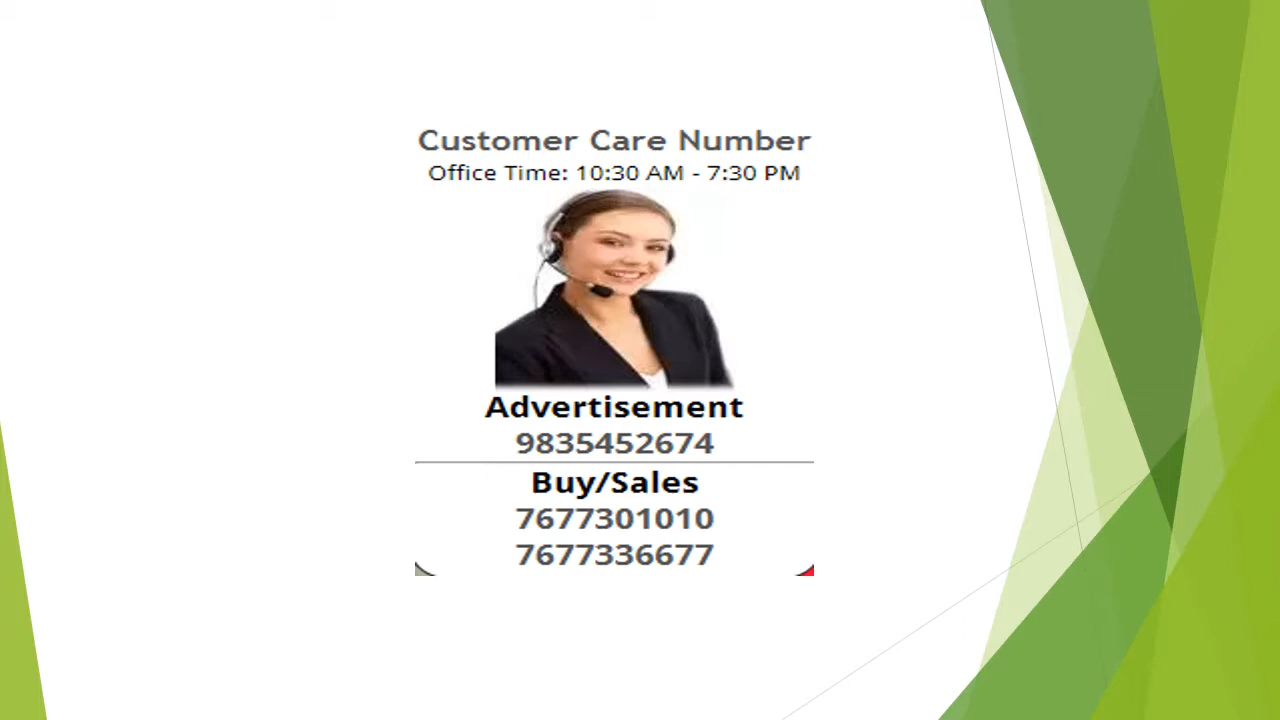 Customer Care Number
Office Time: 10:30 AM - 7:30 PM
Advertisement
9835452674
Buy/Sales
7677301010
7677336677